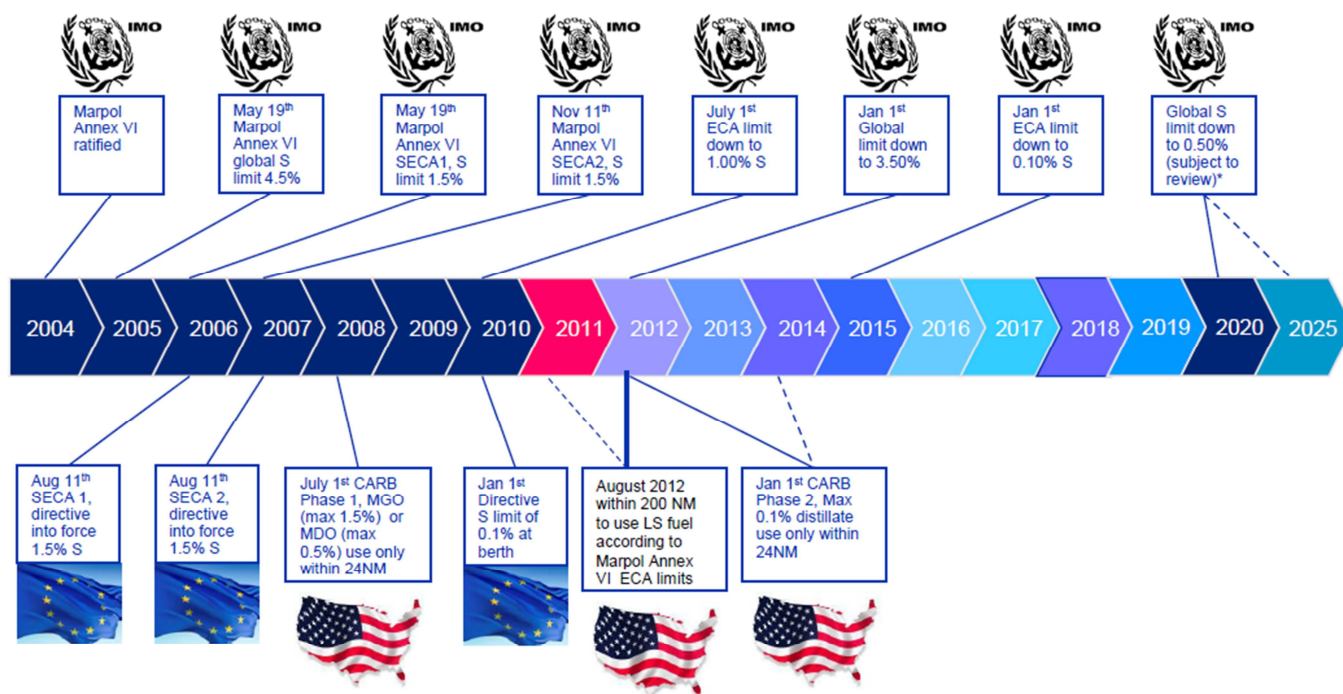 IMO
IMO
IMO
IMO
IMO
IMO
IMO
IMO
Marpol
Annex VI
ratified
May 19th
Marpol
Annex VI
global S
limit 4.5%
May 19th
Marpol
Annex VI
SECA1, S
limit 1.5%
Nov 11th
Marpol
Annex VI
SECA2, S
limit 1.5%
July 1st
ECA limit
down to
1.00% S
Jan 1st
Global
limit down
to 3.50%
Jan 1st
ECA limit
down to
0.10% S
Global S
limit down
to 0.50%
(subject to
review)*
2004
2005
2006
2007
2008
2009
2010
2011
2012
2013
2014
2015
2016
2017
2018
2019
2020
2025
Aug 11th
SECA 1,
directive
into force
1.5% S
Aug 11th
SECA 2,
directive
into force
1.5% S
July 1st CARB
Phase 1, MGO
(max 1.5%) or
MDO (max
0.5%) use only
within 24NM
Jan 1st
Directive
S limit of
0.1% at
berth
August 2012
within 200 NM
to use LS fuel
according to
Marpol Annex
VI ECA limits
Jan 1st CARB
Phase 2, Max
0.1% distillate
use only within
24NM